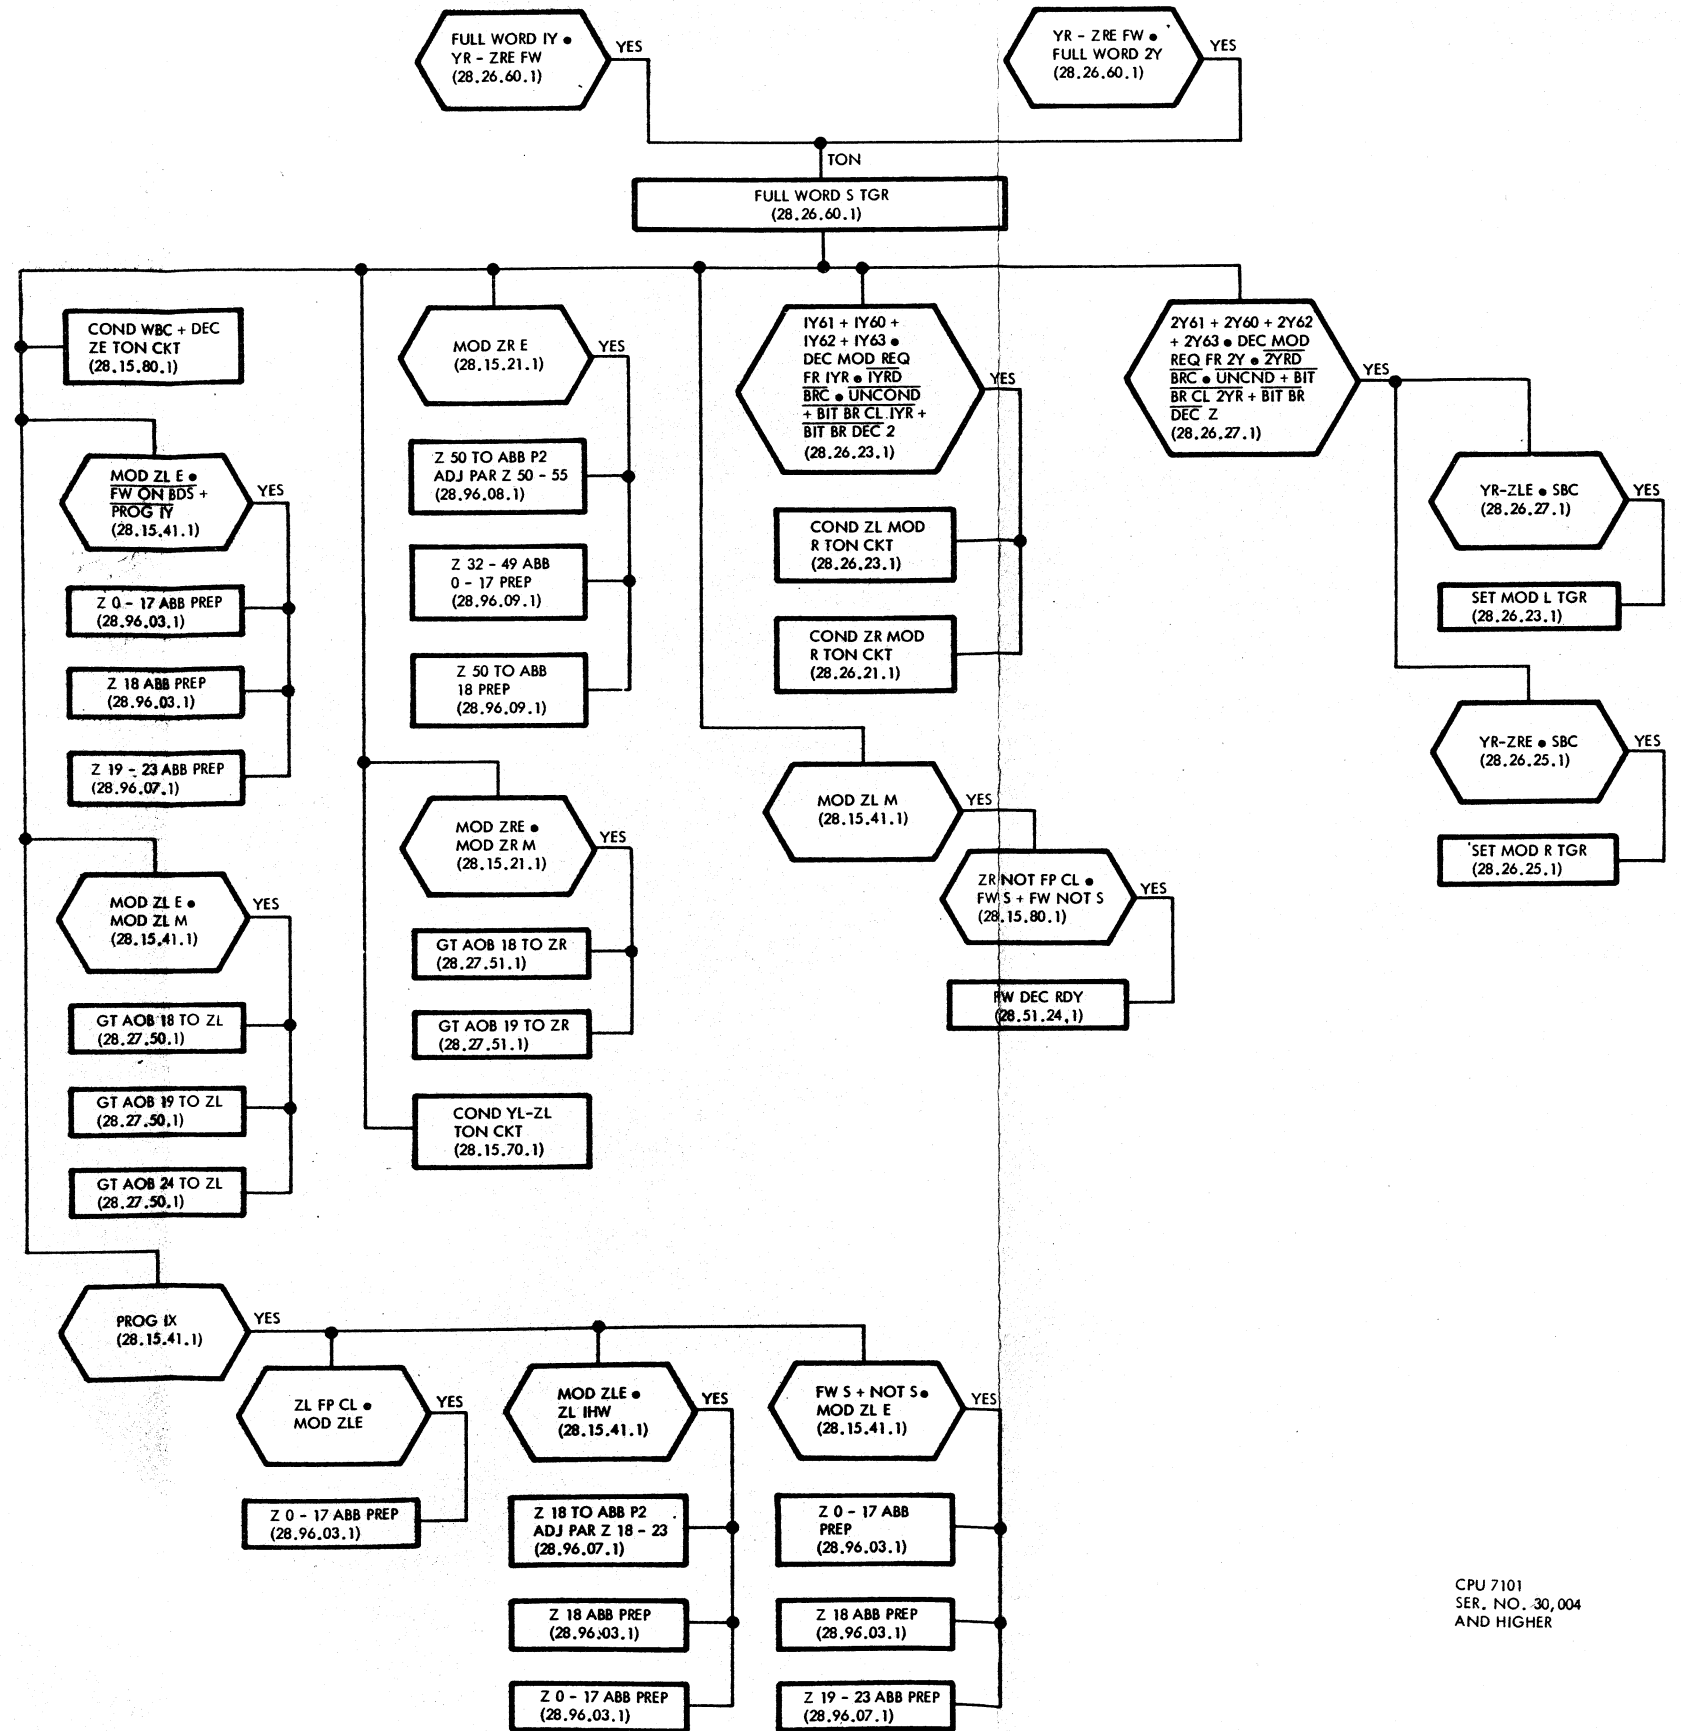 FULL WORD IY •
YR - ZRE FW
(28.26.60.1)
YES
YR - ZRE FW •
FULL WORD 2Y
(28.26.60.1)
YES
TON
FULL WORD S TGR
(28.26.60.1)
COND WBC + DEC
ZE TON CKT
(28.15.80.1)
MOD ZL E •
FW ON BDS +
PROG IY
(28.15.41.1)
YES
Z 0 - 17 ABB PREP
(28.96.03.1)
Z 18 ABB PREP
(28.96.03.1)
Z 19 - 23 ABB PREP
(28.96.07.1)
MOD ZL E •
MOD ZL M
(28.15.41.1)
YES
GT AOB 18 TO ZL
(28.27.50.1)
GT AOB 19 TO ZL
(28.27.50.1)
GT AOB 24 TO ZL
(28.27.50.1)
MOD ZR E
(28.15.21.1)
YES
Z 50 TO ABB P2
ADJ PAR Z 50 - 55
(28.96.08.1)
Z 32 - 49 ABB
0 - 17 PREP
(28.96.09.1)
Z 50 TO ABB
18 PREP
(28.96.09.1)
MOD ZRE •
MOD ZR M
(28.15.21.1)
YES
GT AOB 18 TO ZR
(28.27.51.1)
GT AOB 19 TO ZR
(28.27.51.1)
COND YL-ZL
TON CKT
(28.15.70.1)
IY61 + IY60 +
IY62 + IY63 •
DEC MOD REQ
FR IYR • IYRD
BRC • UNCOND
+ BIT BR CL IYR +
BIT BR DEC 2
(28.26.23.1)
YES
COND ZL MOD
R TON CKT
(28.26.23.1)
COND ZR MOD
R TON CKT
(28.26.21.1)
MOD ZL M
(28.15.41.1)
YES
ZR NOT FP CL •
FW S + FW NOT S
(28.15.80.1)
YES
FW DEC RDY
(28.51.24.1)
2Y61 + 2Y60 + 2Y62
+ 2Y63 • DEC MOD
REQ FR 2Y • 2YRD
BRC • UNCND + BIT
BR CL 2YR + BIT BR
DEC Z
(28.26.27.1)
YES
YR-ZLE • SBC
(28.26.27.1)
YES
SET MOD L TGR
(28.26.23.1)
YR-ZRE • SBC
(28.26.25.1)
YES
SET MOD R TGR
(28.26.25.1)
PROG IX
(28.15.41.1)
YES
ZL FP CL •
MOD ZLE
YES
Z 0 - 17 ABB PREP
(28.96.03.1)
MOD ZLE •
ZL IHW
(28.15.41.1)
YES
Z 18 TO ABB P2
ADJ PAR Z 18 - 23
(28.96.07.1)
Z 18 ABB PREP
(28.96.03.1)
Z 0 - 17 ABB PREP
(28.96.03.1)
FW S + NOT S •
MOD ZL E
(28.15.41.1)
YES
Z 0 - 17 ABB
PREP
(28.96.03.1)
Z 18 ABB PREP
(28.96.03.1)
Z 19 - 23 ABB PREP
(28.96.07.1)
CPU 7101
SER. NO. 30,004
AND HIGHER